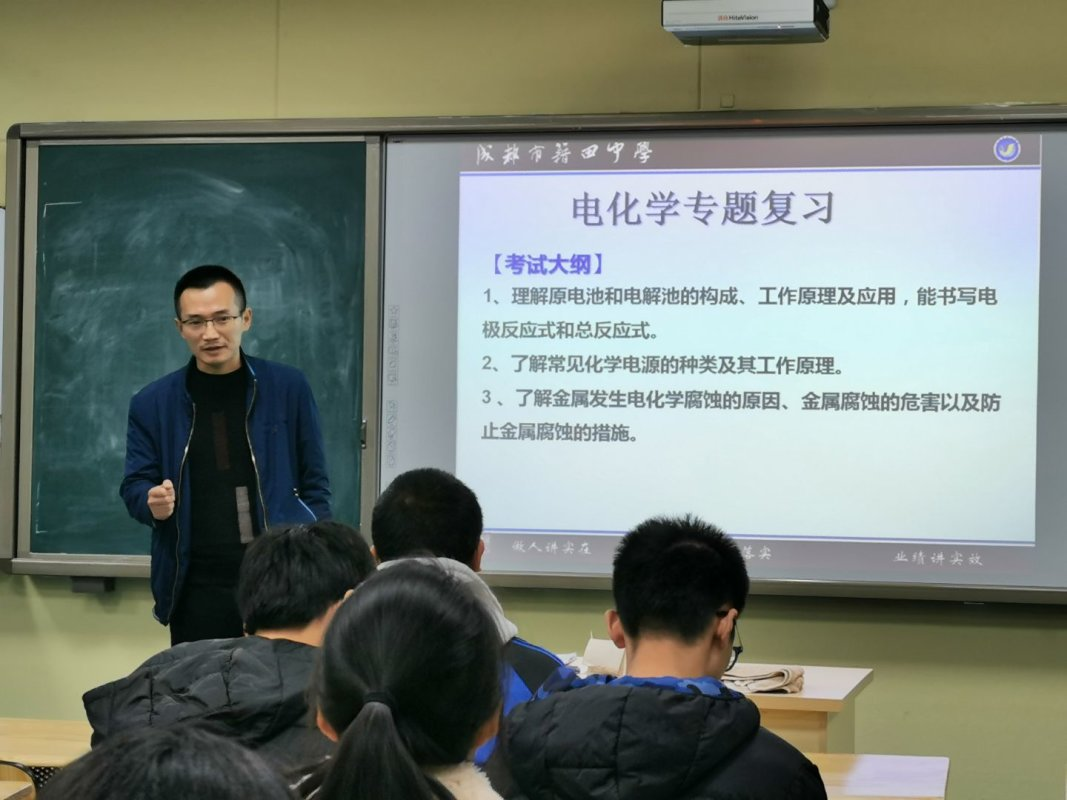 HiteVision
成都市籍田中学
电化学专题复习
【考试大纲】
1、理解原电池和电解池的构成、工作原理及应用，能书写电
极反应式和总反应式。
2、了解常见化学电源的种类及其工作原理。
3 、了解金属发生电化学腐蚀的原因、金属腐蚀的危害以及防
止金属腐蚀的措施。
做人讲实在
落实
业绩讲实效